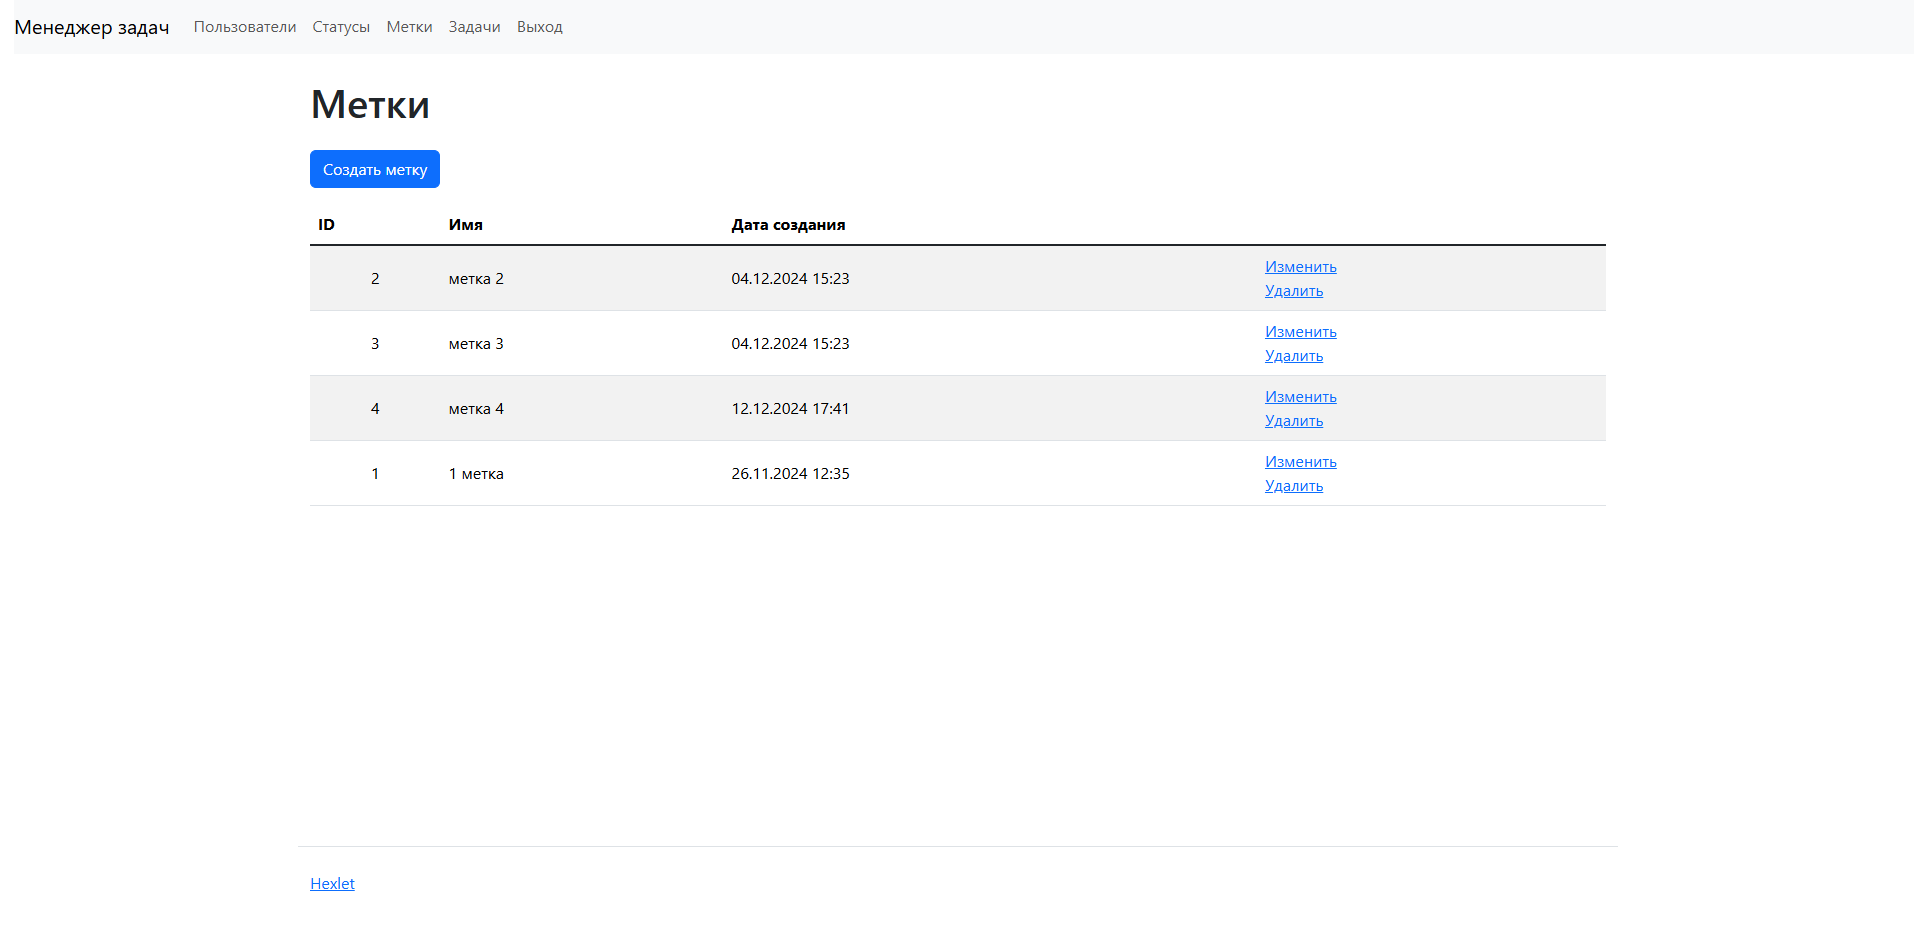 Менеджер задач Пользователи Статусы Метки Задачи Выход
Метки
Создать метку
ID Имя Дата создания
2 метка 2 04.12.2024 15:23 Изменить
Удалить
3 метка 3 04.12.2024 15:23 Изменить
Удалить
4 метка 4 12.12.2024 17:41 Изменить
Удалить
1 1 метка 26.11.2024 12:35 Изменить
Удалить
Hexlet